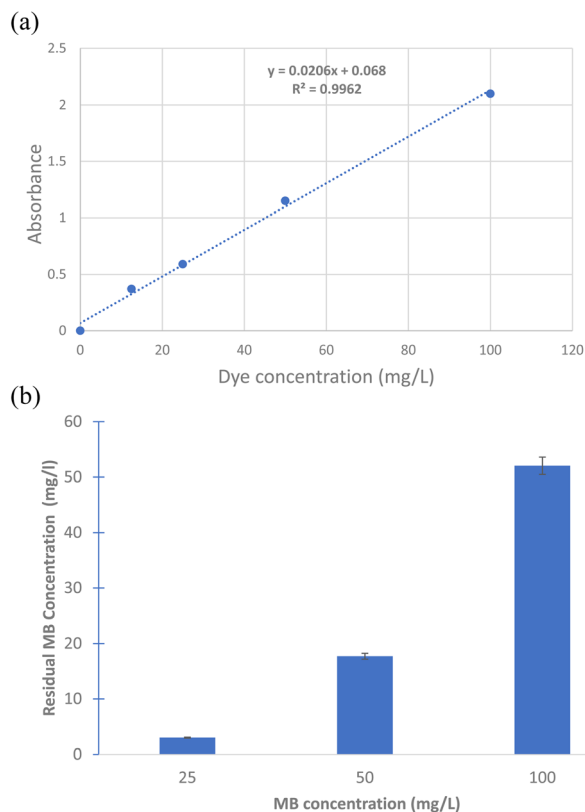 (a)
2.5
2
1.5
1
0.5
0
y = 0.0206x + 0.068
R² = 0.9962
Absorbance
0 20 40 60 80 100 120
Dye concentration (mg/L)
(b)
60
50
40
30
20
10
0
Residual MB Concentration (mg/l)
25 50 100
MB concentration (mg/L)